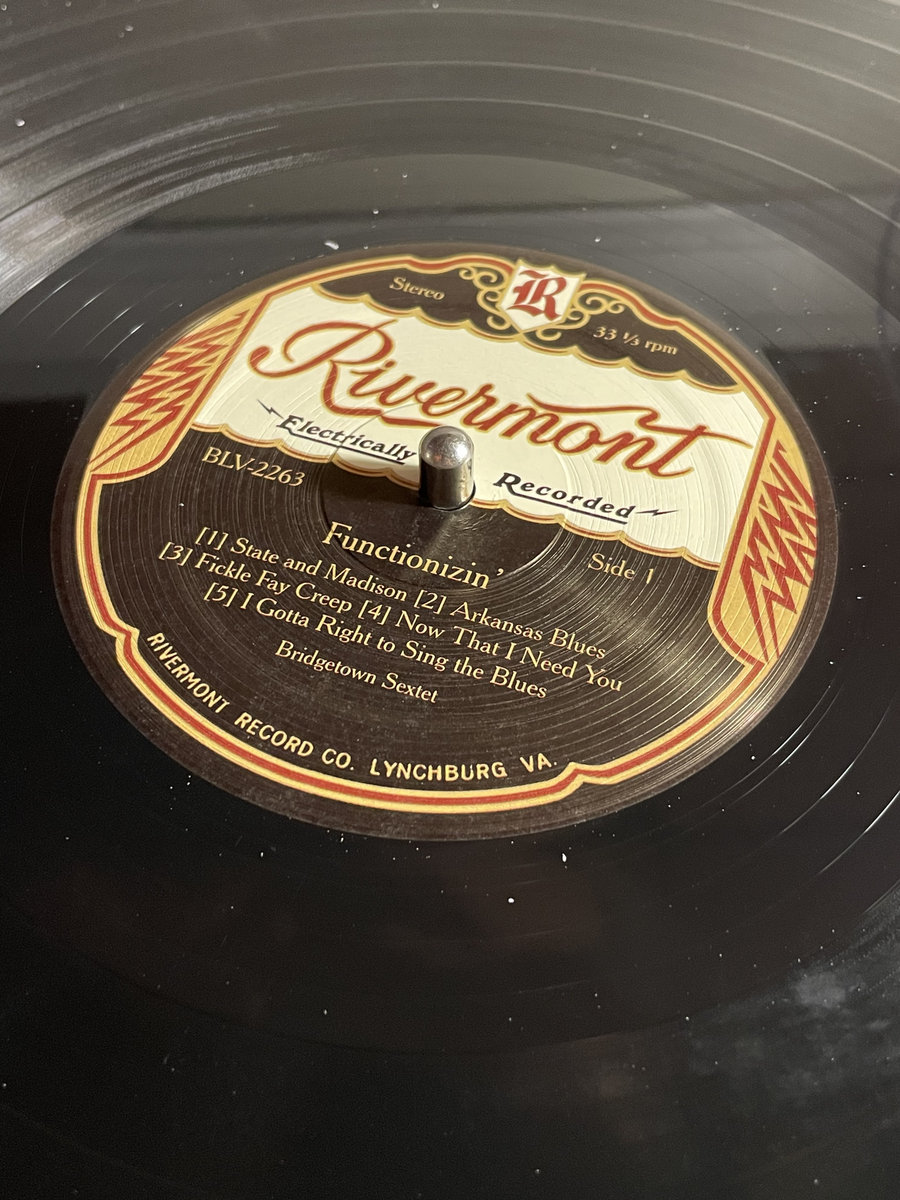 Stereo
R
33 1/3 rpm
Rivermont
Electrically Recorded
BLV-2263
Side 1
Functionizin'
[1] State and Madison [2] Arkansas Blues
[3] Fickle Fay Creep [4] Now That I Need You
[5] I Gotta Right to Sing the Blues
Bridgetown Sextet
RIVERMONT RECORD CO. LYNCHBURG VA.